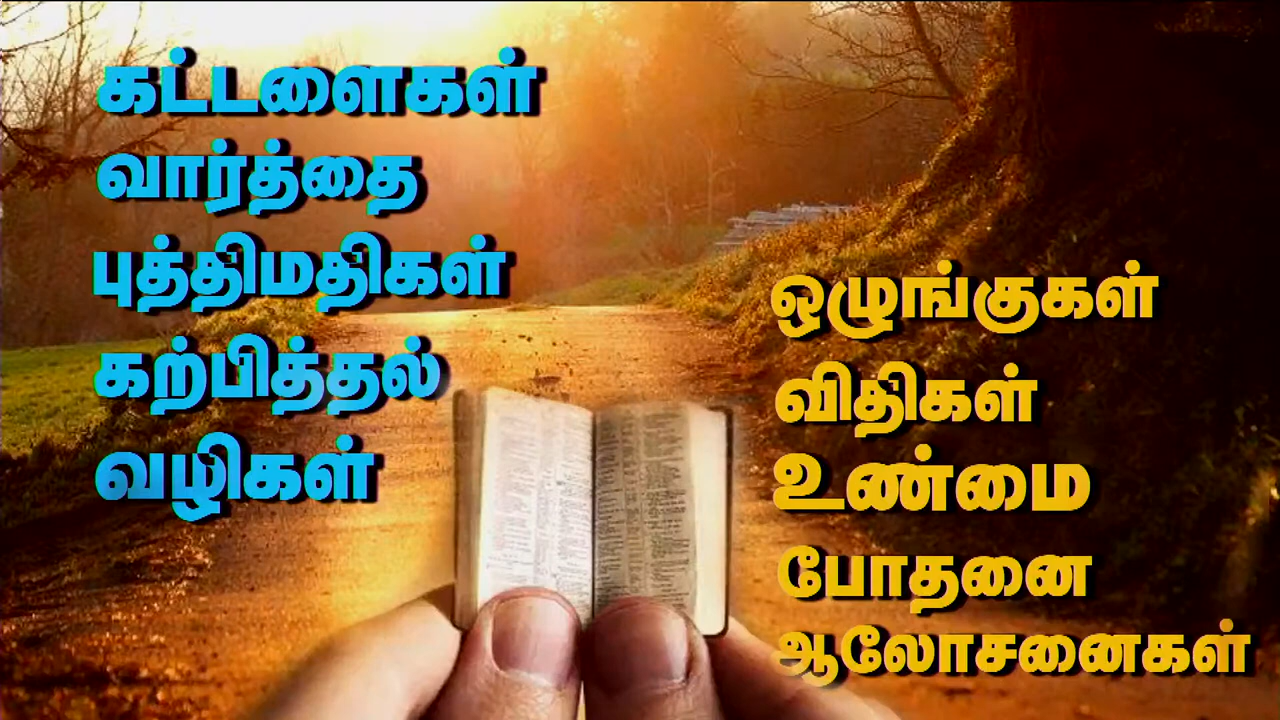 கட்டளைகள்
வார்த்தை
புத்திமதிகள்
கற்பித்தல்
வழிகள்
ஒழுங்குகள்
விதிகள்
உண்மை
போதனை
ஆலோசனைகள்